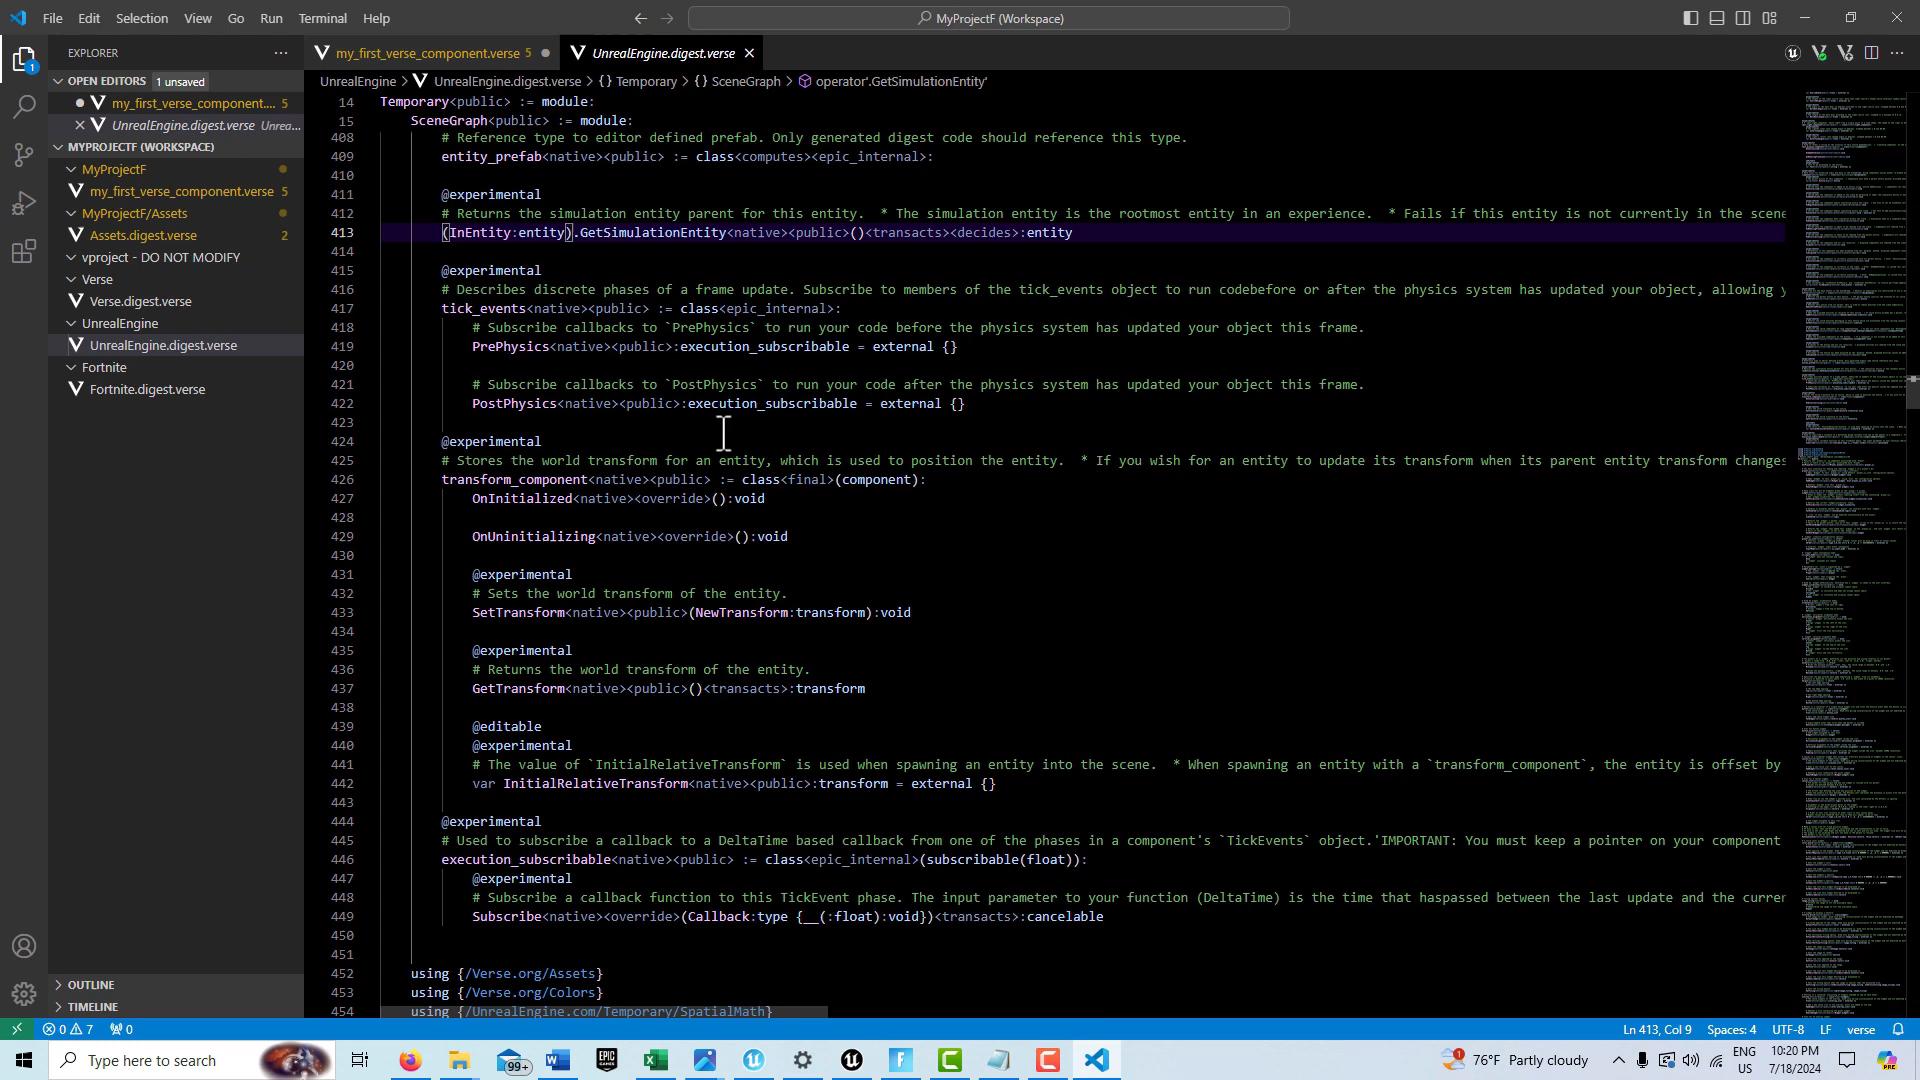 File Edit Selection View Go Run Terminal Help
MyProjectF (Workspace)
EXPLORER
OPEN EDITORS 1 unsaved
my_first_verse_component.... 5
UnrealEngine.digest.verse Unrea...
MYPROJECTF (WORKSPACE)
MyProjectF
my_first_verse_component.verse 5
MyProjectF/Assets
Assets.digest.verse 2
vproject - DO NOT MODIFY
Verse
Verse.digest.verse
UnrealEngine
UnrealEngine.digest.verse
Fortnite
Fortnite.digest.verse
OUTLINE
TIMELINE
my_first_verse_component.verse 5
UnrealEngine.digest.verse
UnrealEngine > UnrealEngine.digest.verse > {} Temporary > {} SceneGraph > operator'.GetSimulationEntity'
14 Temporary<public> := module:
15 SceneGraph<public> := module:
408 # Reference type to editor defined prefab. Only generated digest code should reference this type.
409 entity_prefab<native><public> := class<computes><epic_internal>:
410
411 @experimental
412 # Returns the simulation entity parent for this entity.  * The simulation entity is the rootmost entity in an experience.  * Fails if this entity is not currently in the scene
413 (InEntity:entity).GetSimulationEntity<native><public>()<transacts><decides>:entity
414
415 @experimental
416 # Describes discrete phases of a frame update. Subscribe to members of the tick_events object to run codebefore or after the physics system has updated your object, allowing y
417 tick_events<native><public> := class<epic_internal>:
418 # Subscribe callbacks to `PrePhysics` to run your code before the physics system has updated your object this frame.
419 PrePhysics<native><public>:execution_subscribable = external {}
420
421 # Subscribe callbacks to `PostPhysics` to run your code after the physics system has updated your object this frame.
422 PostPhysics<native><public>:execution_subscribable = external {}
423
424 @experimental
425 # Stores the world transform for an entity, which is used to position the entity.  * If you wish for an entity to update its transform when its parent entity transform changes
426 transform_component<native><public> := class<final>(component):
427 OnInitialized<native><override>():void
428
429 OnUninitializing<native><override>():void
430
431 @experimental
432 # Sets the world transform of the entity.
433 SetTransform<native><public>(NewTransform:transform):void
434
435 @experimental
436 # Returns the world transform of the entity.
437 GetTransform<native><public>()<transacts>:transform
438
439 @editable
440 @experimental
441 # The value of `InitialRelativeTransform` is used when spawning an entity into the scene.  * When spawning an entity with a `transform_component`, the entity is offset by
442 var InitialRelativeTransform<native><public>:transform = external {}
443
444 @experimental
445 # Used to subscribe a callback to a DeltaTime based callback from one of the phases in a component's `TickEvents` object.'IMPORTANT: You must keep a pointer on your component
446 execution_subscribable<native><public> := class<epic_internal>(subscribable(float)):
447 @experimental
448 # Subscribe a callback function to this TickEvent phase. The input parameter to your function (DeltaTime) is the time that haspassed between the last update and the curren
449 Subscribe<native><override>(Callback:type {__(:float):void})<transacts>:cancelable
450
451
452 using {/Verse.org/Assets}
453 using {/Verse.org/Colors}
454 using {/UnrealEngine.com/Temporary/SpatialMath}
0 7 0
Ln 413, Col 9 Spaces: 4 UTF-8 LF verse
Type here to search
99+
76°F Partly cloudy
ENG
US
10:20 PM
7/18/2024